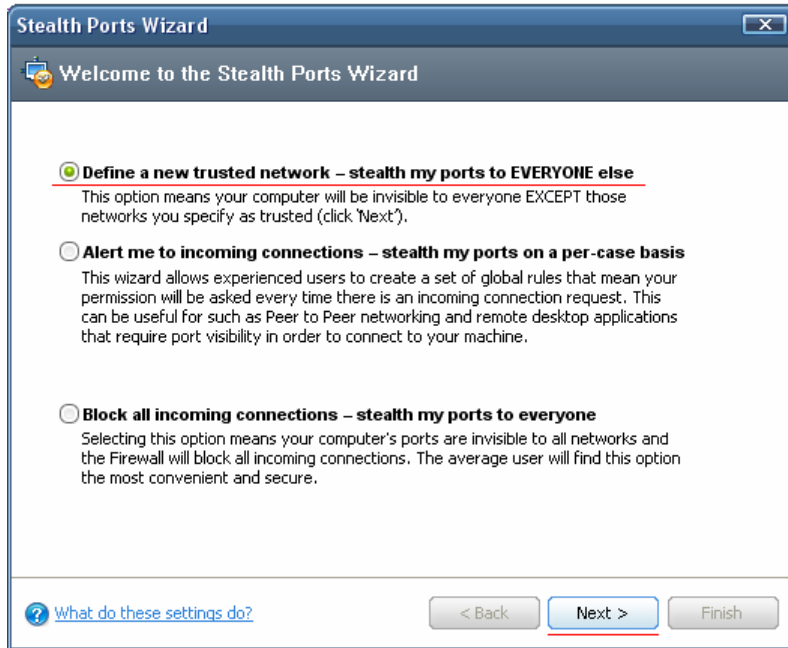 Stealth Ports Wizard
Welcome to the Stealth Ports Wizard
Define a new trusted network – stealth my ports to EVERYONE else
This option means your computer will be invisible to everyone EXCEPT those
networks you specify as trusted (click 'Next').
Alert me to incoming connections – stealth my ports on a per-case basis
This wizard allows experienced users to create a set of global rules that mean your
permission will be asked every time there is an incoming connection request. This
can be useful for such as Peer to Peer networking and remote desktop applications
that require port visibility in order to connect to your machine.
Block all incoming connections – stealth my ports to everyone
Selecting this option means your computer's ports are invisible to all networks and
the Firewall will block all incoming connections. The average user will find this option
the most convenient and secure.
What do these settings do?
< Back
Next >
Finish